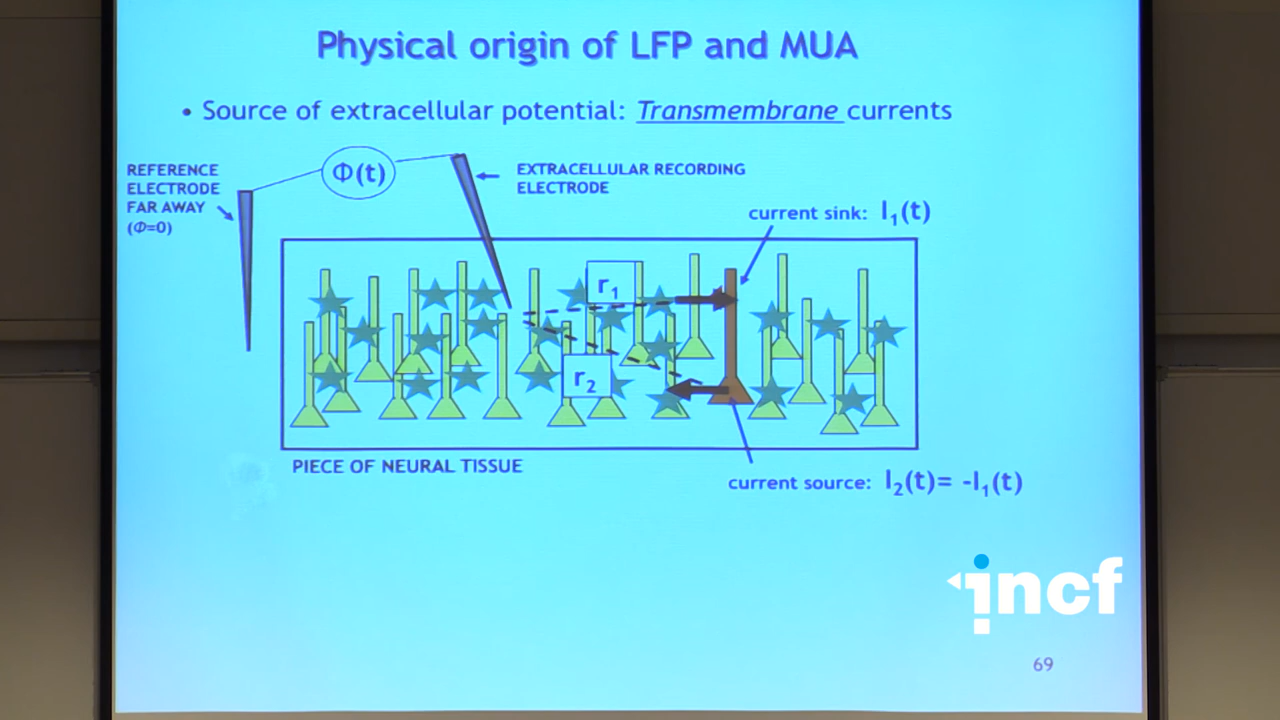 Physical origin of LFP and MUA
• Source of extracellular potential: Transmembrane currents
REFERENCE
ELECTRODE
FAR AWAY
(Φ=0)
Φ(t)
EXTRACELLULAR RECORDING
ELECTRODE
current sink: I₁(t)
r₁
r₂
PIECE OF NEURAL TISSUE
current source: I₂(t)= -I₁(t)
incf
69